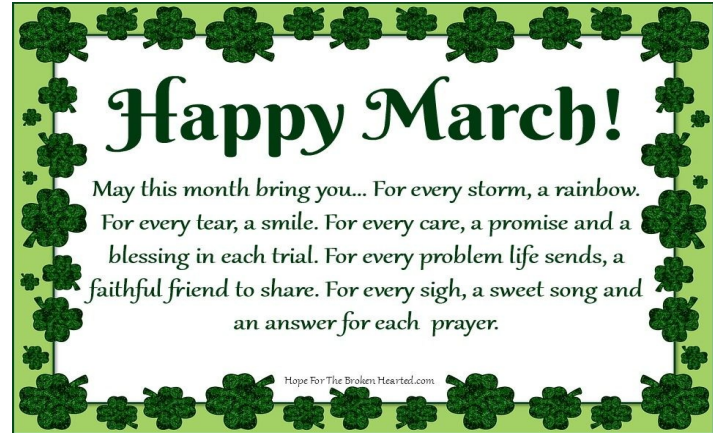 Happy March!
May this month bring you... For every storm, a rainbow.
For every tear, a smile. For every care, a promise and a
blessing in each trial. For every problem life sends, a
faithful friend to share. For every sigh, a sweet song and
an answer for each prayer.
Hope For The Broken Hearted.com